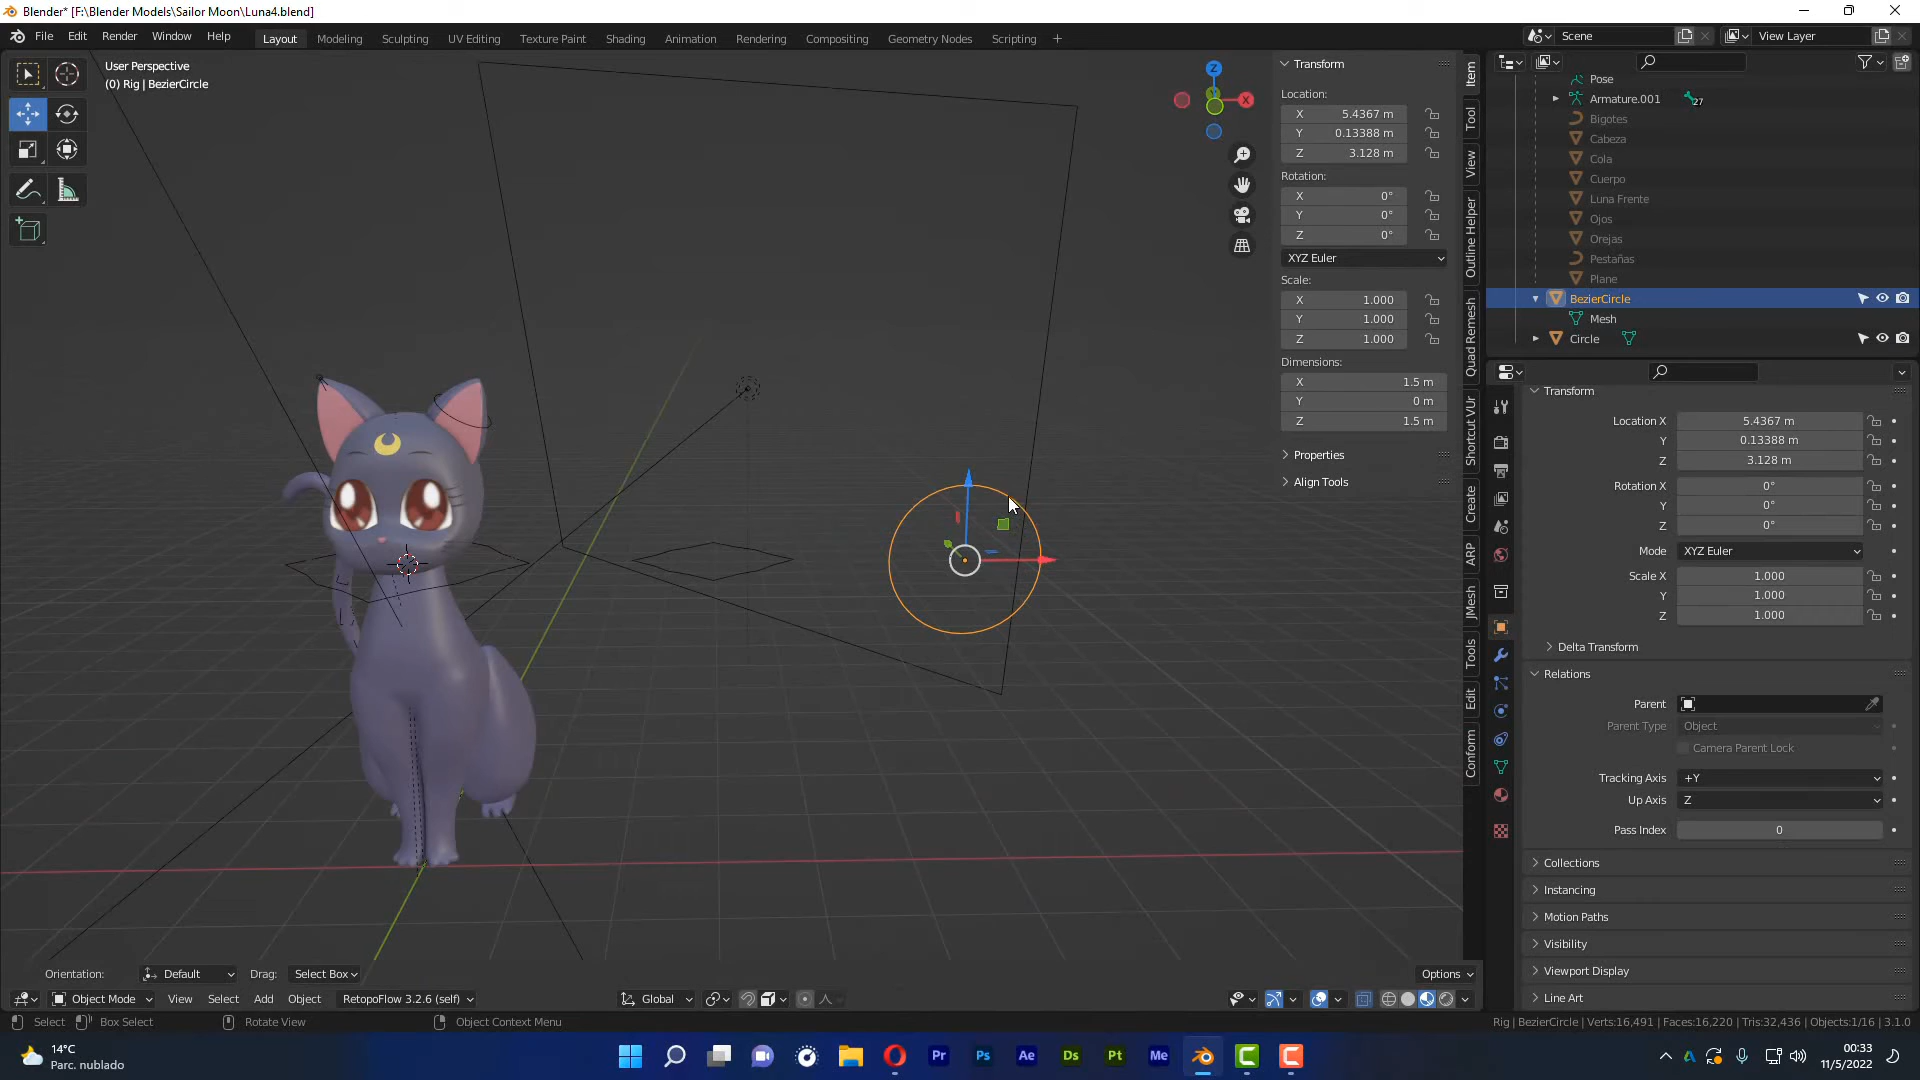 Blender* [F:\Blender Models\Sailor Moon\Luna4.blend]
File Edit Render Window Help Layout Modeling Sculpting UV Editing Texture Paint Shading Animation Rendering Compositing Geometry Nodes Scripting + Scene View Layer
User Perspective
(0) Rig | BezierCircle
Z
X
Y
Transform
Location:
X 5.4367 m
Y 0.13388 m
Z 3.128 m
Rotation:
X 0°
Y 0°
Z 0°
XYZ Euler
Scale:
X 1.000
Y 1.000
Z 1.000
Dimensions:
X 1.5 m
Y 0 m
Z 1.5 m
Properties
Align Tools
Item
Tool
View
Outline Helper
Quad Remesh
Shortcut VUr
Create
ARP
JMesh
Tools
Edit
Conform
Pose
Armature.001 27
Bigotes
Cabeza
Cola
Cuerpo
Luna Frente
Ojos
Orejas
Pestañas
Plane
BezierCircle
Mesh
Circle
Transform
Location X 5.4367 m
Y 0.13388 m
Z 3.128 m
Rotation X 0°
Y 0°
Z 0°
Mode XYZ Euler
Scale X 1.000
Y 1.000
Z 1.000
Delta Transform
Relations
Parent
Parent Type Object
Camera Parent Lock
Tracking Axis +Y
Up Axis Z
Pass Index 0
Collections
Instancing
Motion Paths
Visibility
Viewport Display
Line Art
Orientation: Default Drag: Select Box Options
Object Mode View Select Add Object RetopoFlow 3.2.6 (self) Global
Select Box Select Rotate View Object Context Menu
Rig | BezierCircle | Verts:16,491 | Faces:16,220 | Tris:32,436 | Objects:1/16 | 3.1.0
14°C
Parc. nublado
Pr Ps Ae Ds Pt Me
00:33
11/5/2022